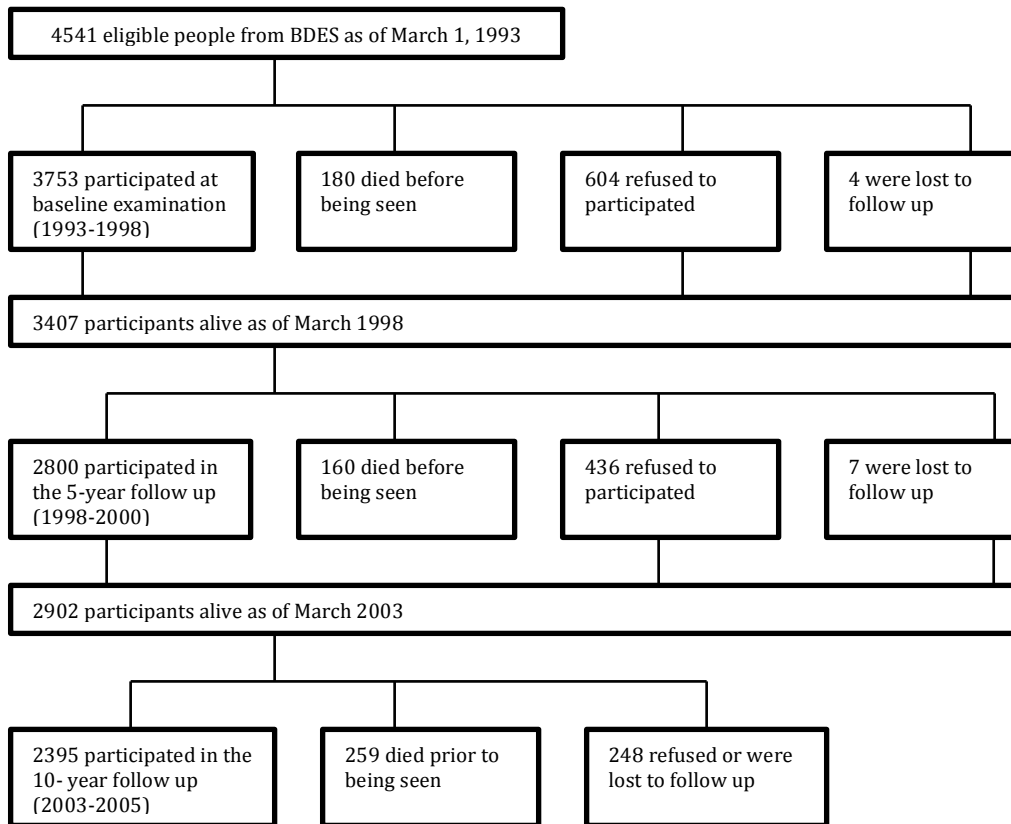 4541 eligible people from BDES as of March 1, 1993
3753 participated at
baseline examination
(1993-1998)
180 died before
being seen
604 refused to
participated
4 were lost to
follow up
3407 participants alive as of March 1998
2800 participated in
the 5-year follow up
(1998-2000)
160 died before
being seen
436 refused to
participated
7 were lost to
follow up
2902 participants alive as of March 2003
2395 participated in the
10- year follow up
(2003-2005)
259 died prior to
being seen
248 refused or were
lost to follow up